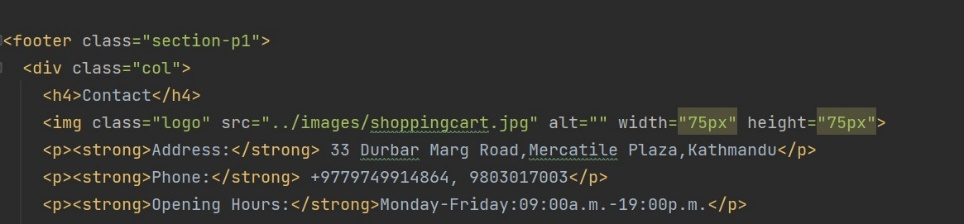 <footer class="section-p1">
<div class="col">
<h4>Contact</h4>
<img class="logo" src="../images/shoppingcart.jpg" alt="" width="75px" height="75px">
<p><strong>Address:</strong> 33 Durbar Marg Road,Mercatile Plaza,Kathmandu</p>
<p><strong>Phone:</strong> +9779749914864, 9803017003</p>
<p><strong>Opening Hours:</strong>Monday-Friday:09:00a.m.-19:00p.m.</p>